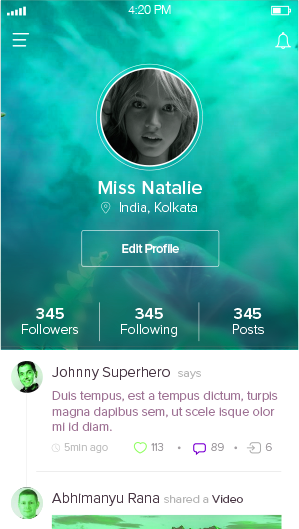 4:20 PM
Miss Natalie
India, Kolkata
Edit Profile
345 345 345
Followers Following Posts
Johnny Superhero says
Duis tempus, est a tempus dictum, turpis
magna dapibus sem, ut scele isque olor
mi id diam.
5min ago 113 • 89 • 6
Abhimanyu Rana shared a Video